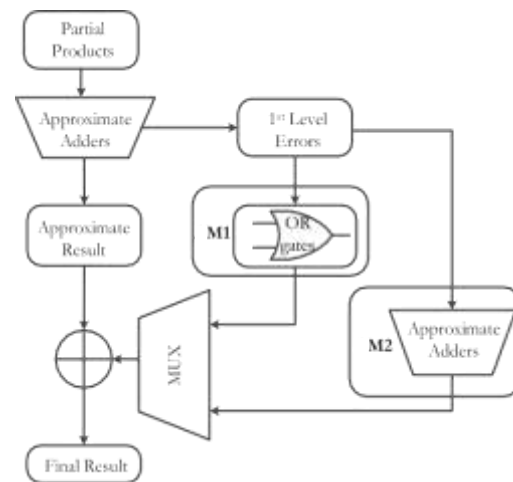 Partial
Products
Approximate
Adders
1st Level
Errors
Approximate
Result
M1
OR
gates
MUX
M2
Approximate
Adders
Final Result